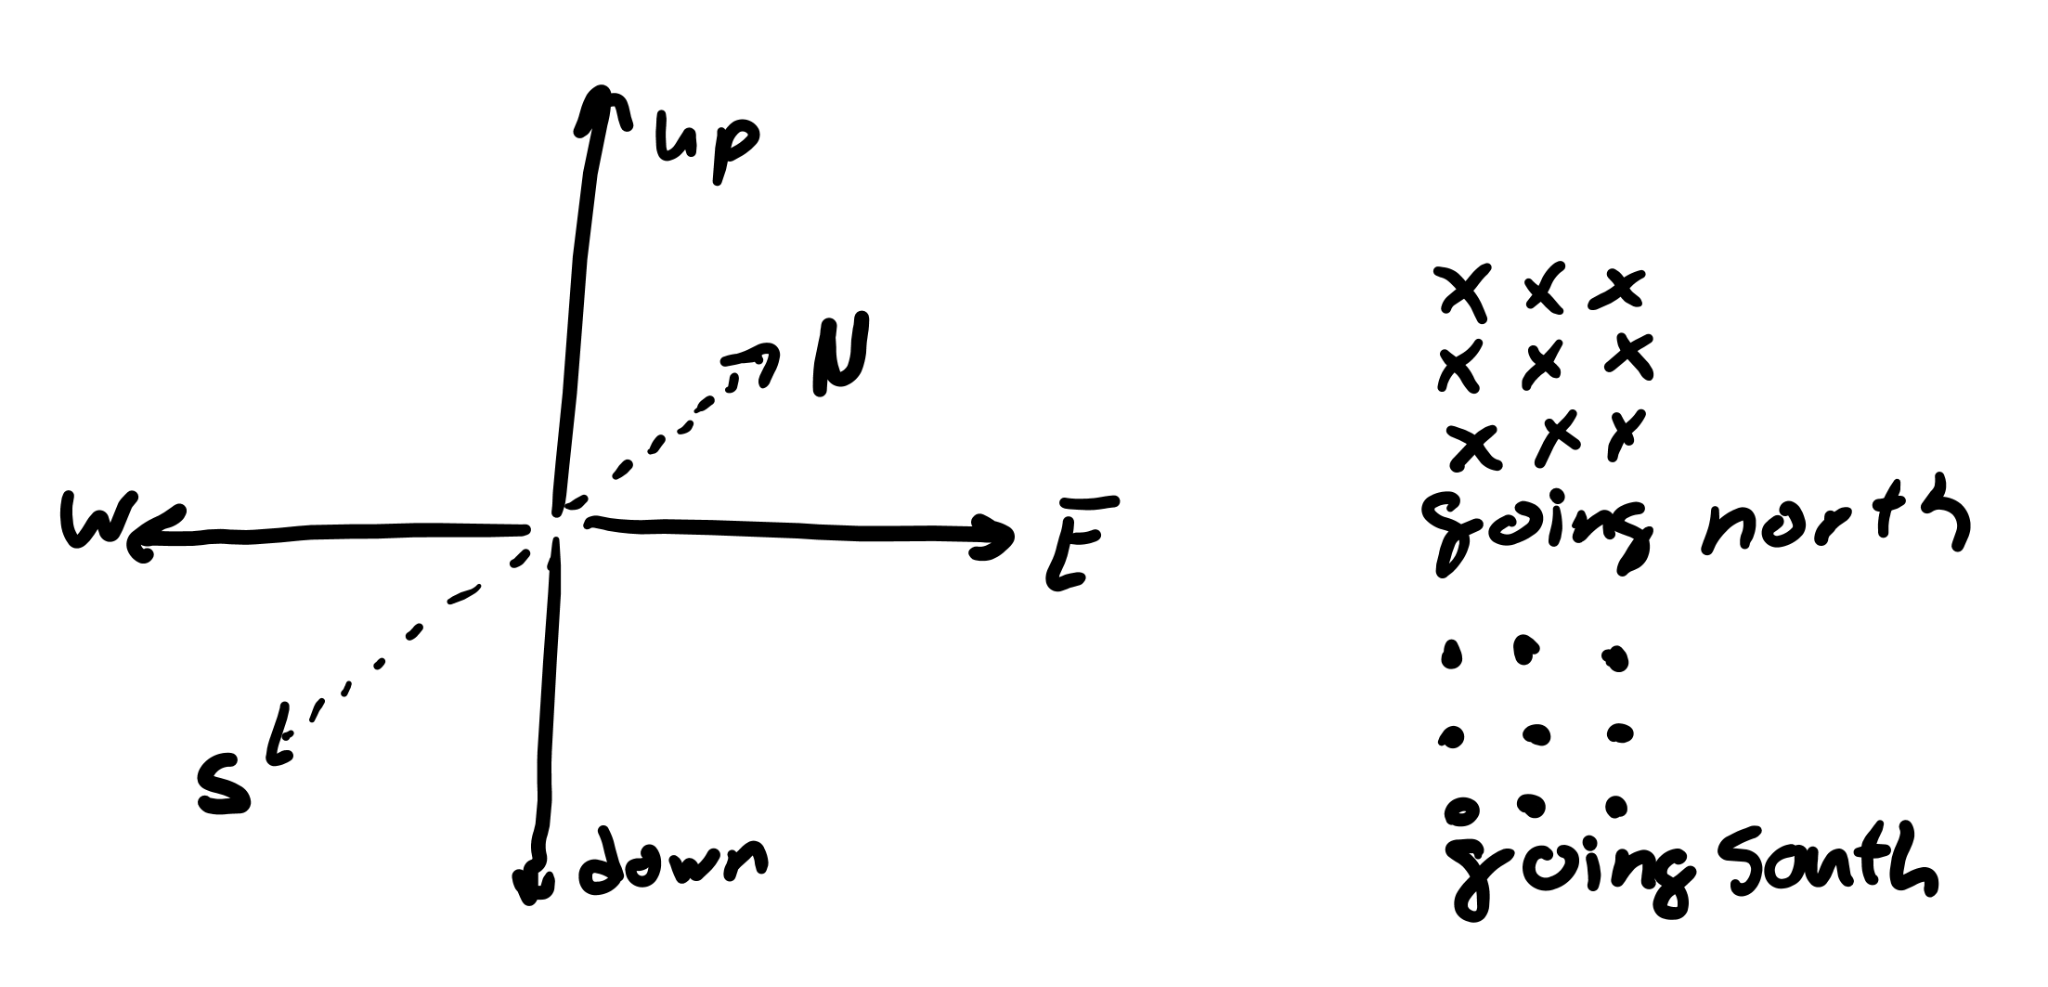 up
N
W
E
S
down
x x x
x x x
x x x
going north
. . .
. . .
. . .
going south